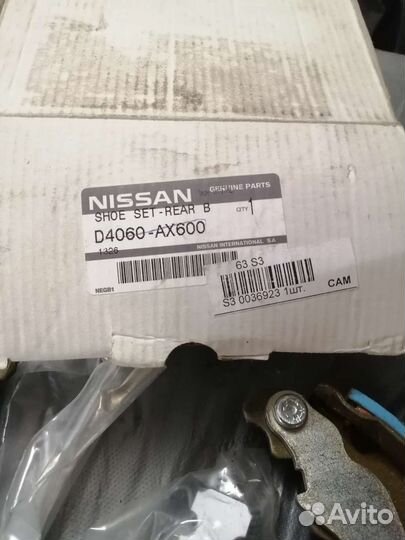 NISSAN GENUINE PARTS
SHOE SET-REAR B QTY 1
D4060-AX600
1326 NISSAN INTERNATIONAL S.A
NEGB1
63 S3
S3 0036923 1шт. CAM
Avito